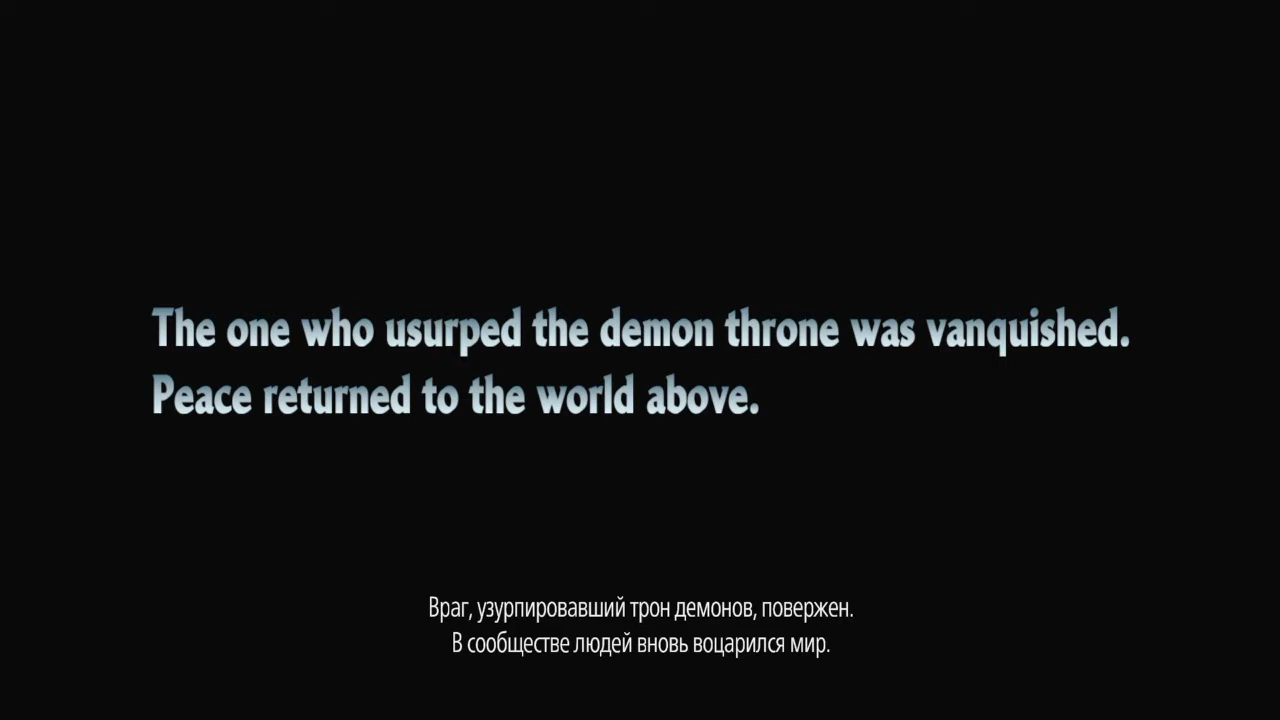 The one who usurped the demon throne was vanquished.
Peace returned to the world above.
Враг, узурпировавший трон демонов, повержен.
В сообществе людей вновь воцарился мир.